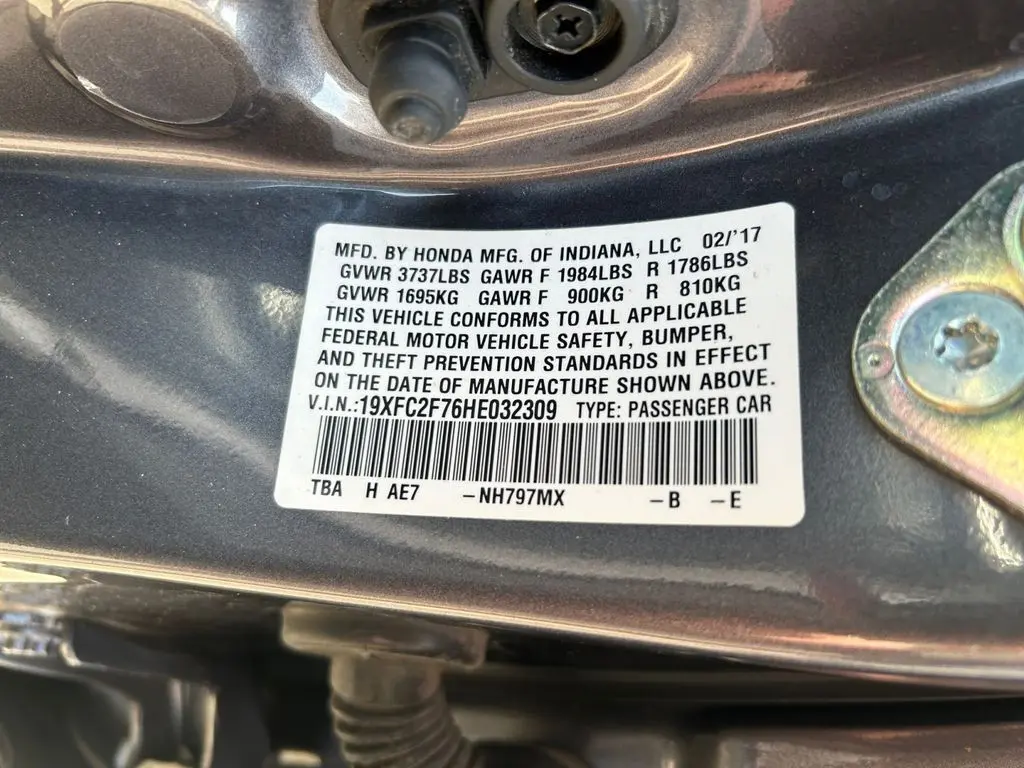 MFD. BY HONDA MFG. OF INDIANA, LLC 02/'17
GVWR 3737LBS GAWR F 1984LBS R 1786LBS
GVWR 1695KG GAWR F 900KG R 810KG
THIS VEHICLE CONFORMS TO ALL APPLICABLE
FEDERAL MOTOR VEHICLE SAFETY, BUMPER,
AND THEFT PREVENTION STANDARDS IN EFFECT
ON THE DATE OF MANUFACTURE SHOWN ABOVE.
V.I.N.:19XFC2F76HE032309 TYPE: PASSENGER CAR
TBA H AE7 –NH797MX –B –E